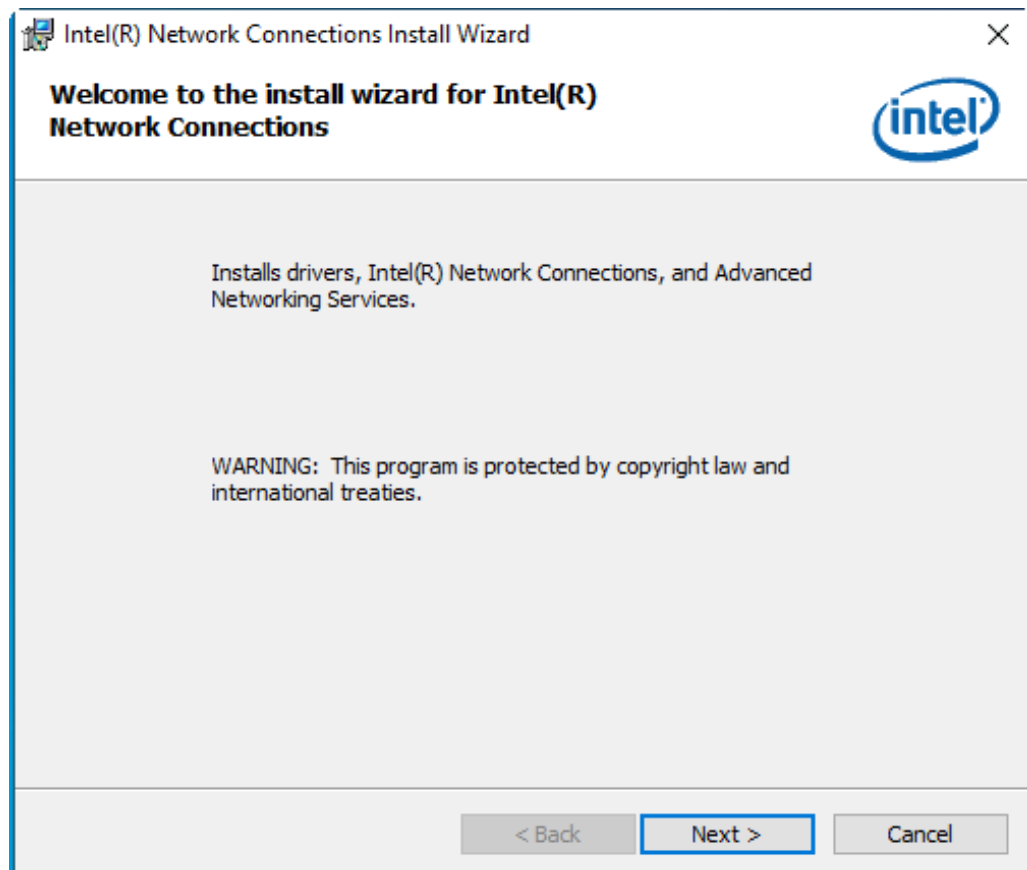 Intel(R) Network Connections Install Wizard
Welcome to the install wizard for Intel(R)
Network Connections
intel
Installs drivers, Intel(R) Network Connections, and Advanced
Networking Services.
WARNING:  This program is protected by copyright law and
international treaties.
< Back
Next >
Cancel